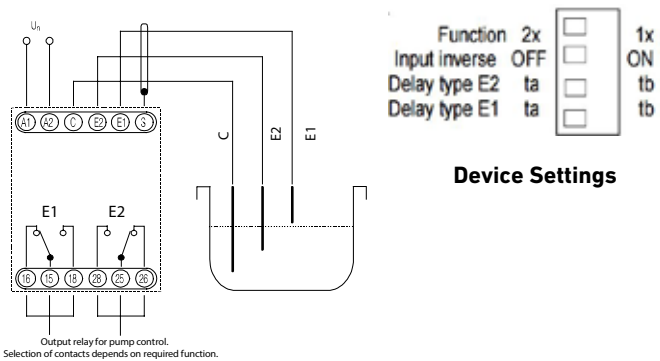 Un
A1 A2 C E2 E1 S
C E2 E1
E1 E2
16 15 18 28 25 26
Output relay for pump control.
Selection of contacts depends on required function.
Function 2x 1x
Input inverse OFF ON
Delay type E2 ta tb
Delay type E1 ta tb
Device Settings